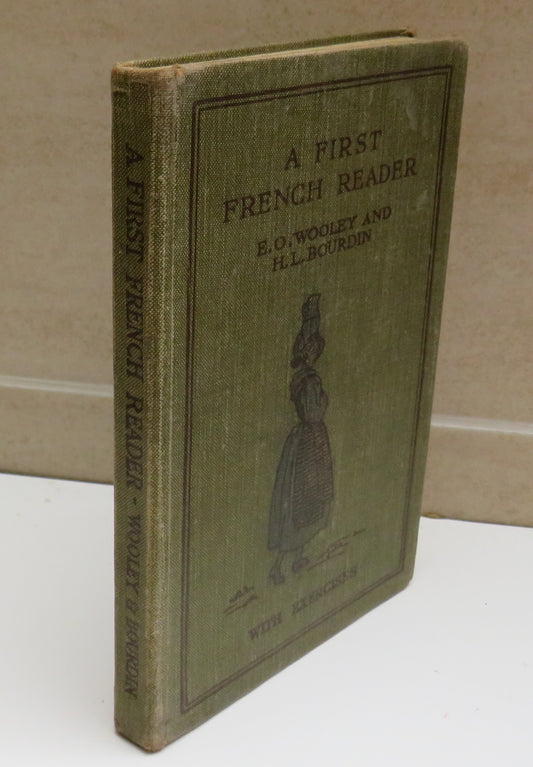 A FIRST
FRENCH READER
E. O. WOOLEY AND
H. L. BOURDIN
WITH EXERCISES
A FIRST FRENCH READER - WOOLEY & BOURDIN